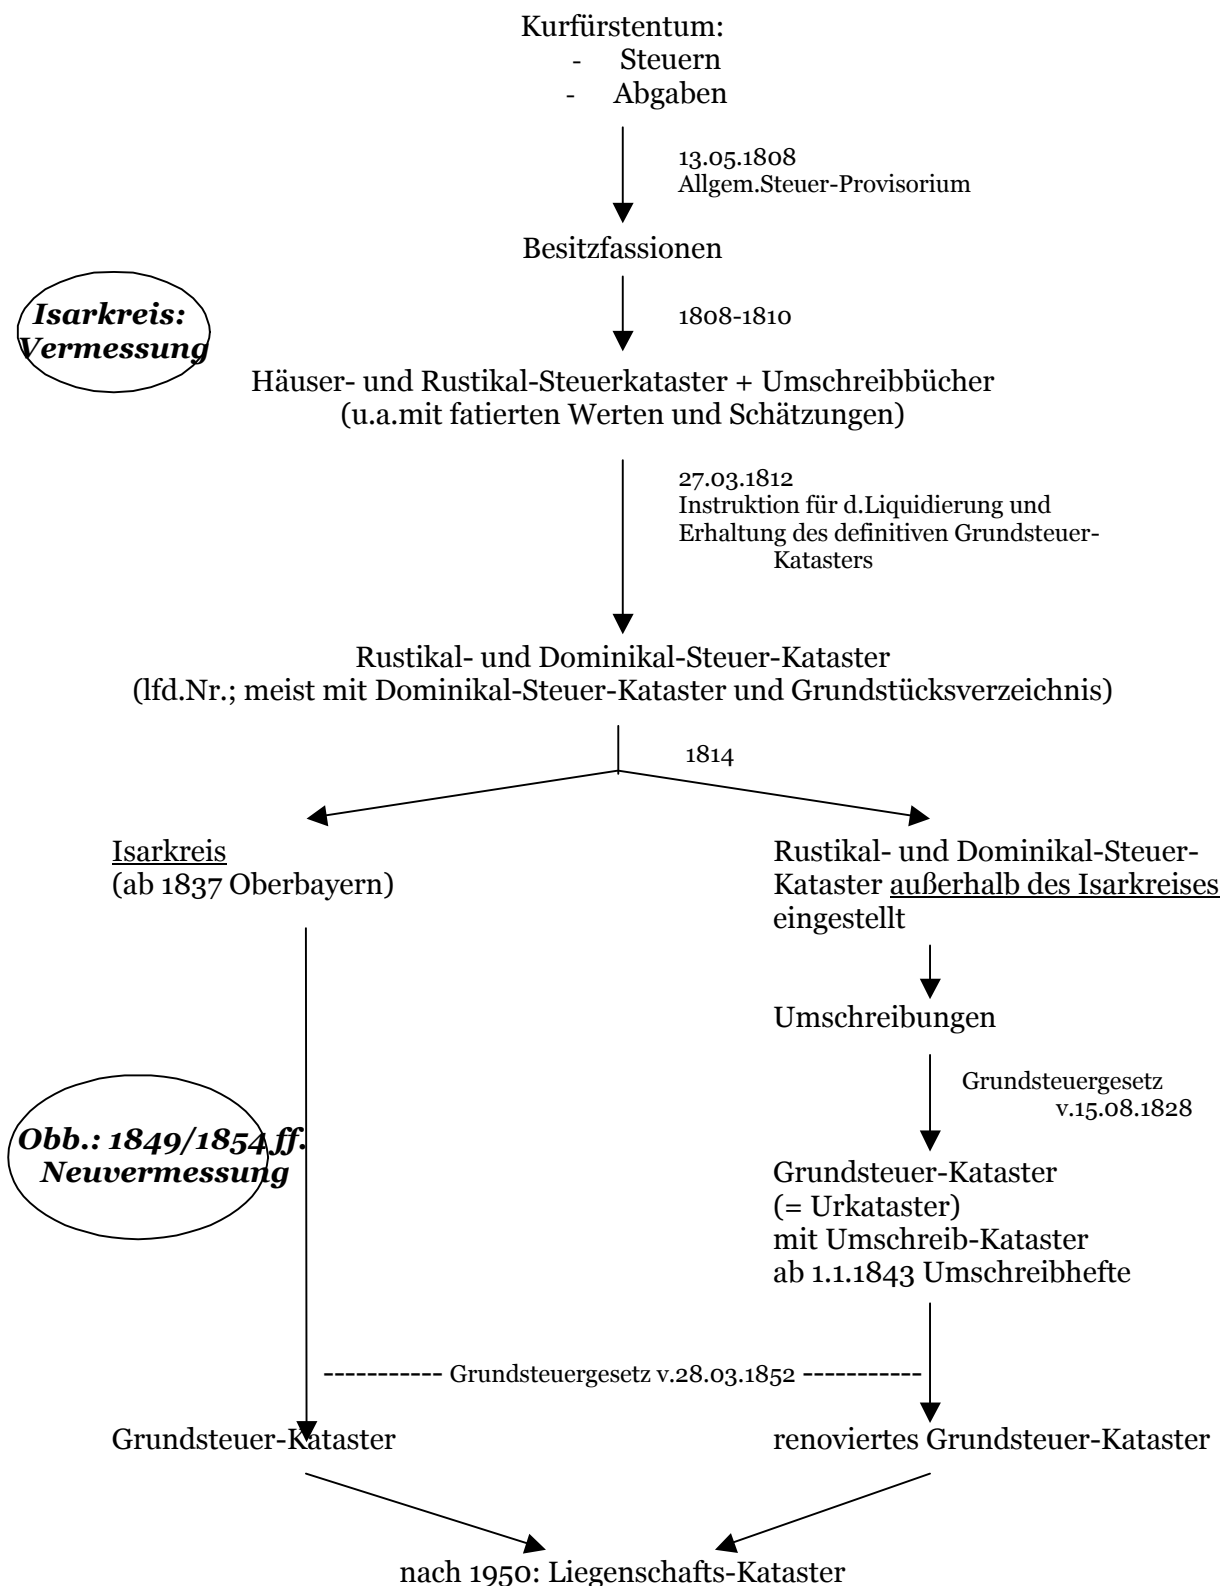 Kurfürstentum:
- Steuern
- Abgaben
13.05.1808
Allgem.Steuer-Provisorium
Besitzfassionen
Isarkreis:
Vermessung
1808-1810
Häuser- und Rustikal-Steuerkataster + Umschreibbücher
(u.a.mit fatierten Werten und Schätzungen)
27.03.1812
Instruktion für d.Liquidierung und
Erhaltung des definitiven Grundsteuer-
Katasters
Rustikal- und Dominikal-Steuer-Kataster
(lfd.Nr.; meist mit Dominikal-Steuer-Kataster und Grundstücksverzeichnis)
1814
Isarkreis
(ab 1837 Oberbayern)
Rustikal- und Dominikal-Steuer-
Kataster außerhalb des Isarkreises
eingestellt
Umschreibungen
Grundsteuergesetz
v.15.08.1828
Obb.: 1849/1854 ff.
Neuvermessung
Grundsteuer-Kataster
(= Urkataster)
mit Umschreib-Kataster
ab 1.1.1843 Umschreibhefte
----------- Grundsteuergesetz v.28.03.1852 -----------
Grundsteuer-Kataster
renoviertes Grundsteuer-Kataster
nach 1950: Liegenschafts-Kataster